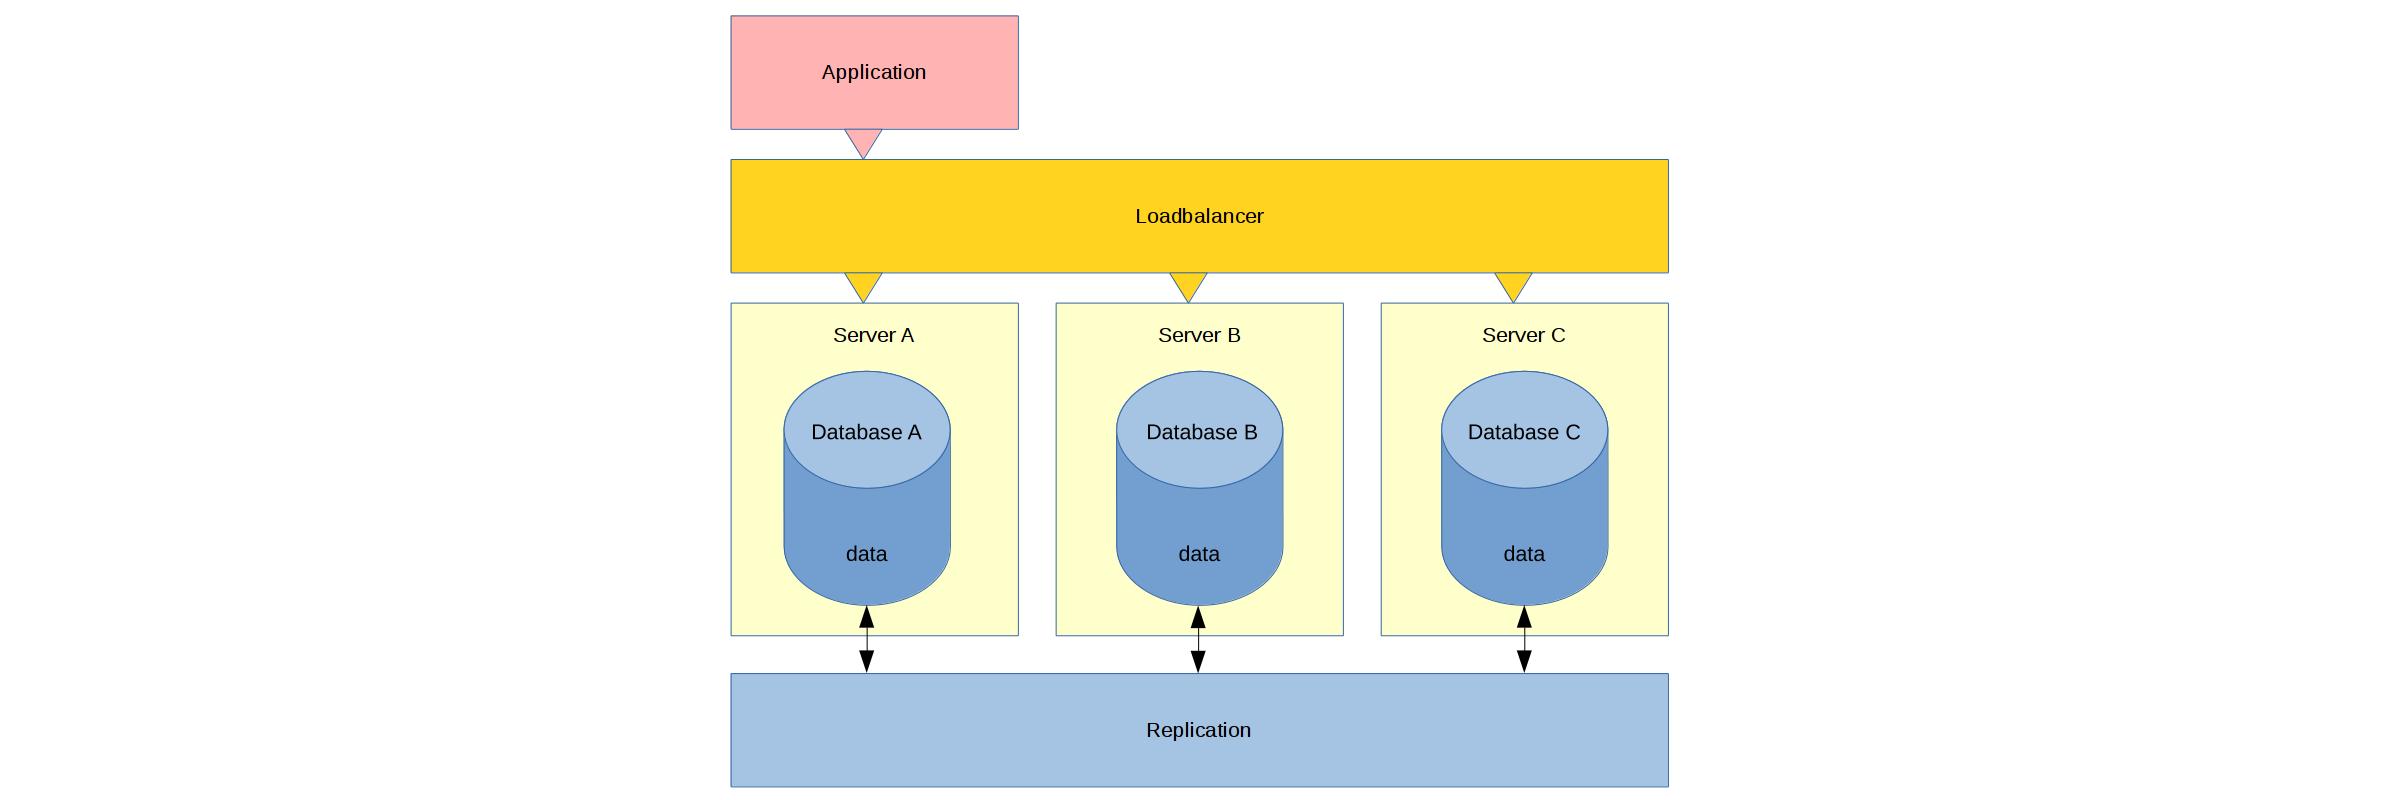 Application
Loadbalancer
Server A
Server B
Server C
Database A
Database B
Database C
data
data
data
Replication